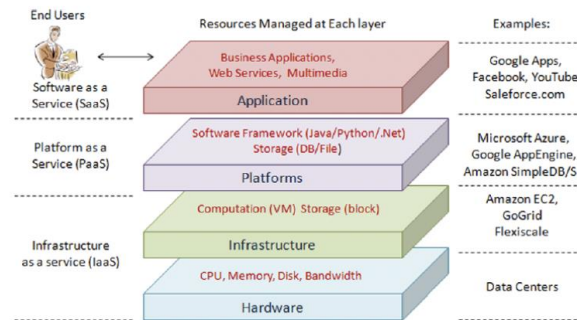 End Users
Resources Managed at Each layer
Examples:
Software as a
Service (SaaS)
Business Applications,
Web Services, Multimedia
Application
Google Apps,
Facebook, YouTube
Saleforce.com
Platform as a
Service (PaaS)
Software Framework (Java/Python/.Net)
Storage (DB/File)
Platforms
Microsoft Azure,
Google AppEngine,
Amazon SimpleDB/S
Infrastructure
as a service (IaaS)
Computation (VM) Storage (block)
Infrastructure
Amazon EC2,
GoGrid
Flexiscale
CPU, Memory, Disk, Bandwidth
Hardware
Data Centers